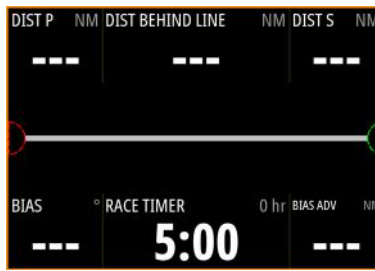 DIST P NM DIST BEHIND LINE NM DIST S NM
--- --- ---
BIAS ° RACE TIMER 0 hr BIAS ADV NM
--- 5:00 ---